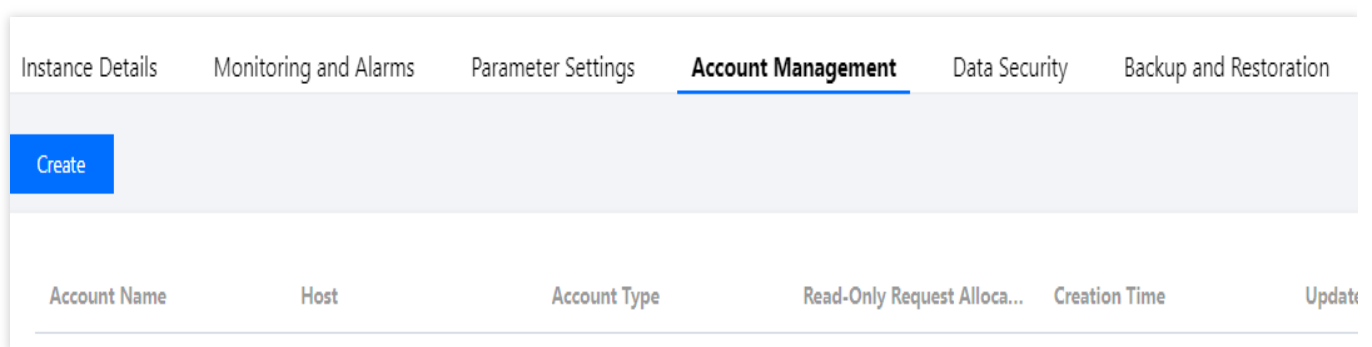 Instance Details Monitoring and Alarms Parameter Settings Account Management Data Security Backup and Restoration
Create
Account Name Host Account Type Read-Only Request Alloca... Creation Time Update